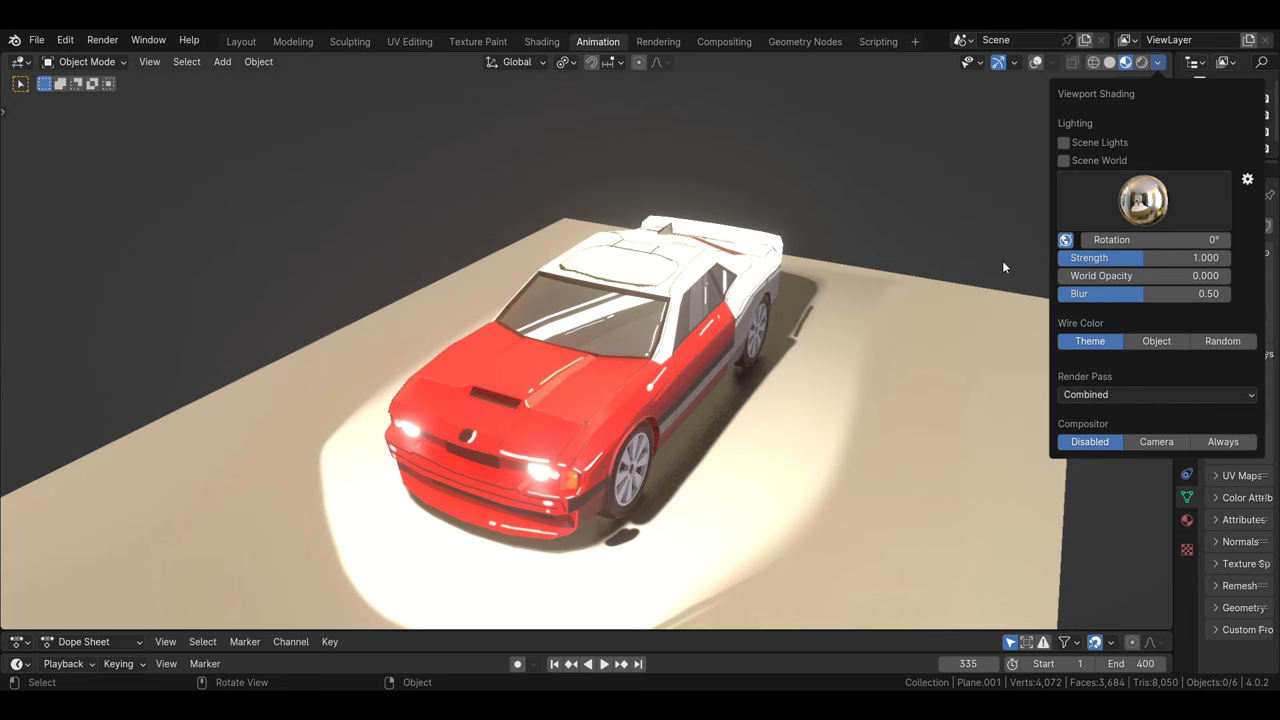 File Edit Render Window Help Layout Modeling Sculpting UV Editing Texture Paint Shading Animation Rendering Compositing Geometry Nodes Scripting + Scene ViewLayer
Object Mode View Select Add Object Global
Viewport Shading
Lighting
Scene Lights
Scene World
Rotation 0°
Strength 1.000
World Opacity 0.000
Blur 0.50
Wire Color
Theme Object Random
Render Pass
Combined
Compositor
Disabled Camera Always
UV Maps
Color Attrib
Attributes
Normals
Texture Sp
Remesh
Geometry
Custom Pro
Dope Sheet View Select Marker Channel Key
Playback Keying View Marker 335 Start 1 End 400
Select Rotate View Object Collection | Plane.001 | Verts:4,072 | Faces:3,684 | Tris:8,050 | Objects:0/6 | 4.0.2